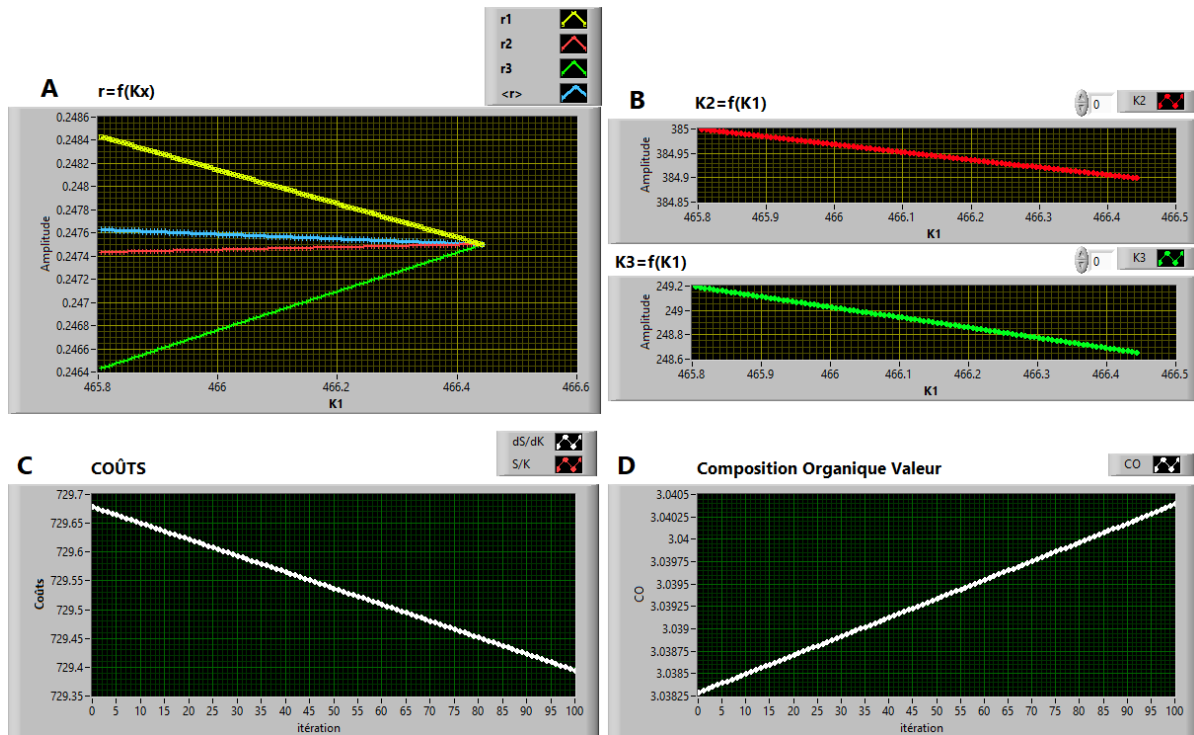 r1
r2
r3
<r>
A r=f(Kx)
0.2486
0.2484
0.2482
0.248
0.2478
0.2476
0.2474
0.2472
0.247
0.2468
0.2466
0.2464
Amplitude
465.8 466 466.2 466.4 466.6
K1
B K2=f(K1)
0 K2
385
384.95
384.9
384.85
Amplitude
465.8 465.9 466 466.1 466.2 466.3 466.4 466.5
K1
K3=f(K1)
0 K3
249.2
249
248.8
248.6
Amplitude
465.8 465.9 466 466.1 466.2 466.3 466.4 466.5
K1
dS/dK
S/K
C COÛTS
729.7
729.65
729.6
729.55
729.5
729.45
729.4
729.35
Coûts
0 5 10 15 20 25 30 35 40 45 50 55 60 65 70 75 80 85 90 95 100
itération
D Composition Organique Valeur
CO
3.0405
3.04025
3.04
3.03975
3.0395
3.03925
3.039
3.03875
3.0385
3.03825
CO
0 5 10 15 20 25 30 35 40 45 50 55 60 65 70 75 80 85 90 95 100
itération